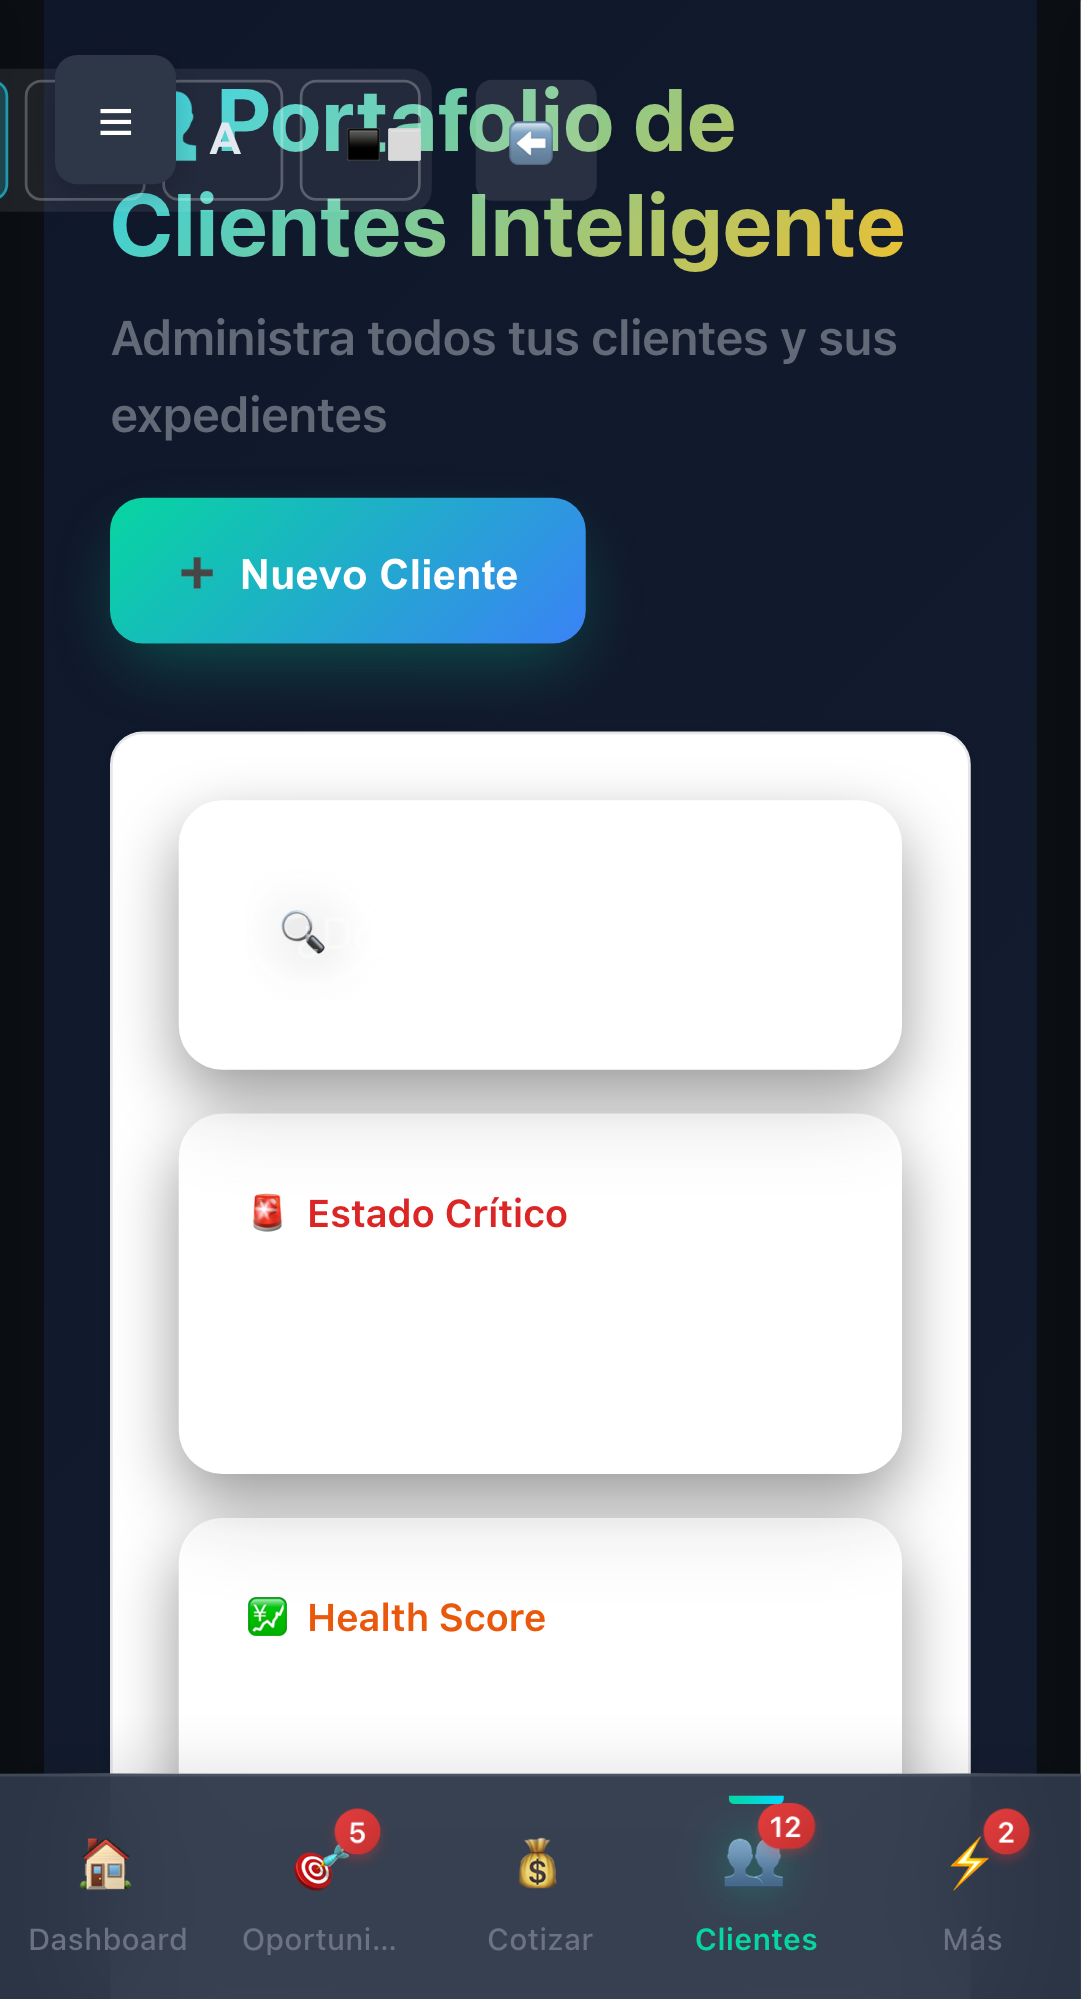 A
👥 Portafolio de
Clientes Inteligente
Administra todos tus clientes y sus
expedientes
➕ Nuevo Cliente
🔍
🚨 Estado Crítico
💹 Health Score
5
12
2
Dashboard
Oportuni...
Cotizar
Clientes
Más